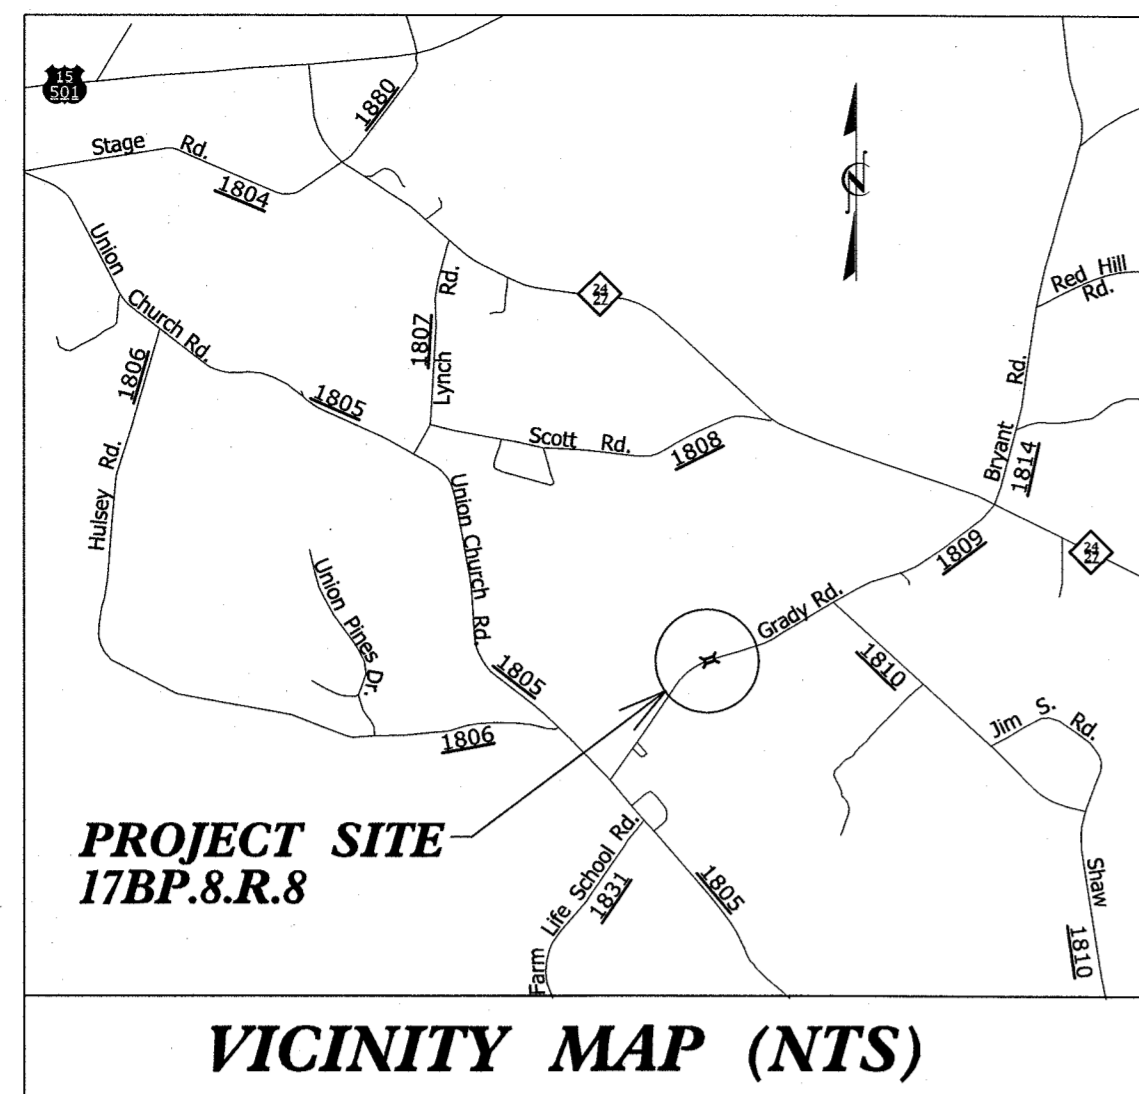 15
501
1880
Stage Rd.
1804
Union
Church Rd.
Rd.
1807
Lynch
24
27
Red Hill
Rd.
1806
1805
Rd.
Bryant
1814
Scott Rd.
1808
Hulsey Rd.
Union Church Rd.
24
27
1809
Union Pines Dr.
Grady Rd.
1805
1810
1806
Jim S. Rd.
PROJECT SITE
17BP.8.R.8
Farm Life School Rd.
1831
1805
Shaw
1810
N
VICINITY MAP (NTS)